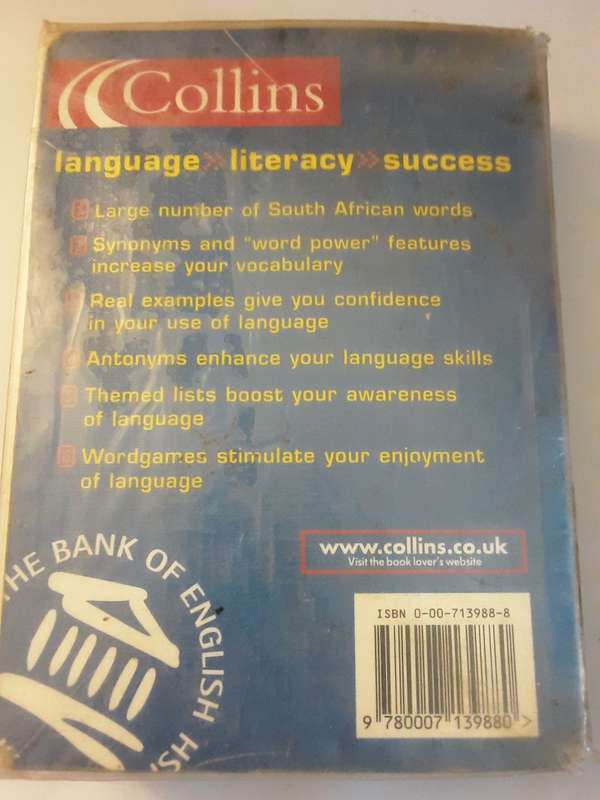 Collins
language»literacy»success
Large number of South African words
Synonyms and "word power" features
increase your vocabulary
Real examples give you confidence
in your use of language
Antonyms enhance your language skills
Themed lists boost your awareness
of language
Wordgames stimulate your enjoyment
of language
THE BANK OF ENGLISH
www.collins.co.uk
Visit the book lover's website
ISBN 0-00-713988-8
9 780007 139880 >